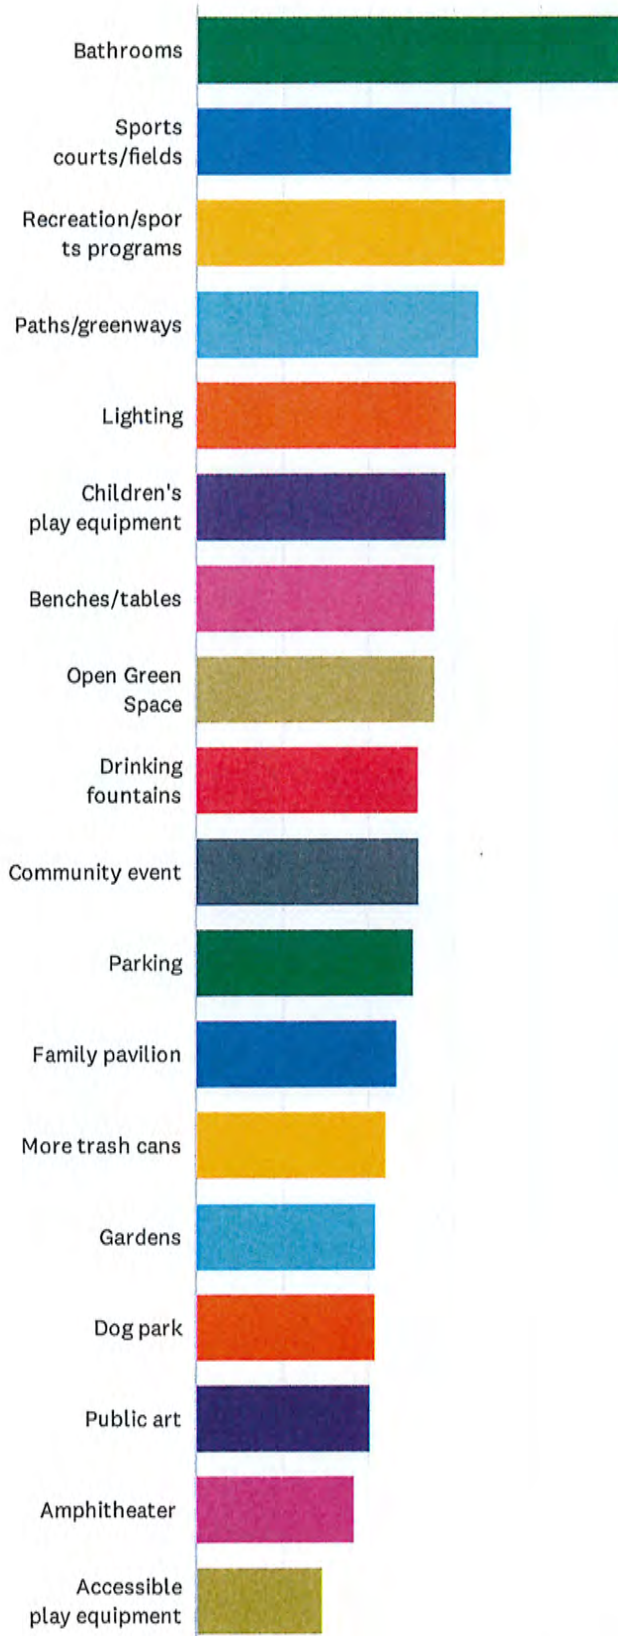 Bathrooms
Sports
courts/fields
Recreation/spor
ts programs
Paths/greenways
Lighting
Children's
play equipment
Benches/tables
Open Green
Space
Drinking
fountains
Community event
Parking
Family pavilion
More trash cans
Gardens
Dog park
Public art
Amphitheater
Accessible
play equipment